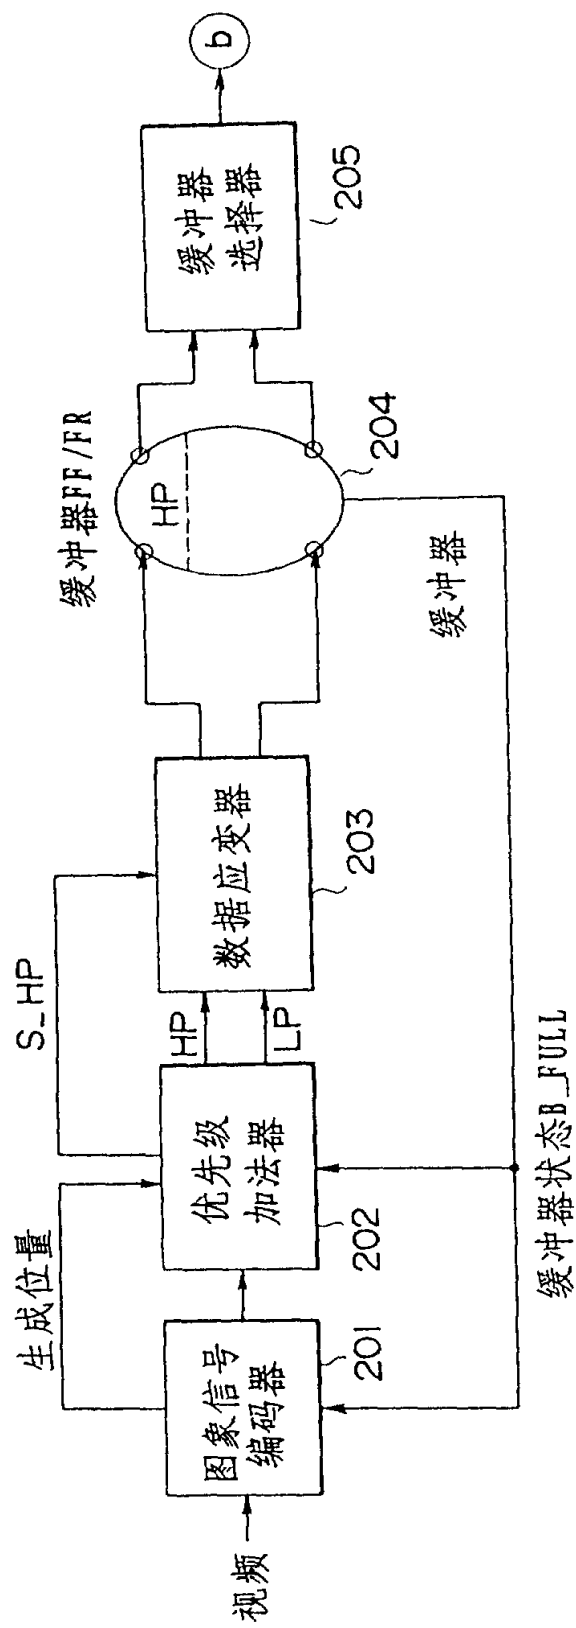 生成位量
S_HP
缓冲器FF/FR
b
视频
图象信号
编码器
201
优先级
加法器
202
HP
LP
数据应变器
203
HP
204
缓冲器
缓冲器
选择器
205
缓冲器状态B_FULL